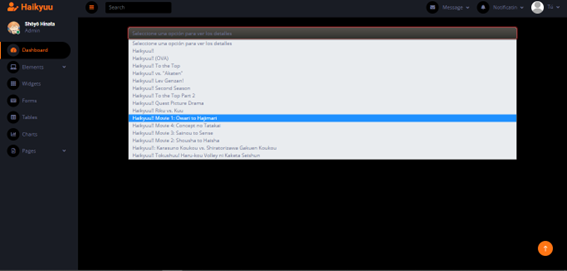 Haikyuu
Search
Message
Notification
Tu
Shōyō Hinata
Admin
Dashboard
Elements
Widgets
Forms
Tables
Charts
Pages
Seleccione una opción para ver los detalles
Seleccione una opción para ver los detalles
Haikyuu!!
Haikyuu!! (OVA)
Haikyuu!! To the Top
Haikyuu!! vs. "Akaten"
Haikyuu!! Lev Genzan!
Haikyuu!! Second Season
Haikyuu!! To the Top Part 2
Haikyuu!! Quest Picture Drama
Haikyuu!! Riku vs. Kuu
Haikyuu!! Movie 1: Owari to Hajimari
Haikyuu!! Movie 4: Concept no Tatakai
Haikyuu!! Movie 3: Sainou to Sense
Haikyuu!! Movie 2: Shousha to Haisha
Haikyuu!!: Karasuno Koukou vs. Shiratorizawa Gakuen Koukou
Haikyuu!!: Tokushuu! Haru-kou Volley ni Kaketa Seishun